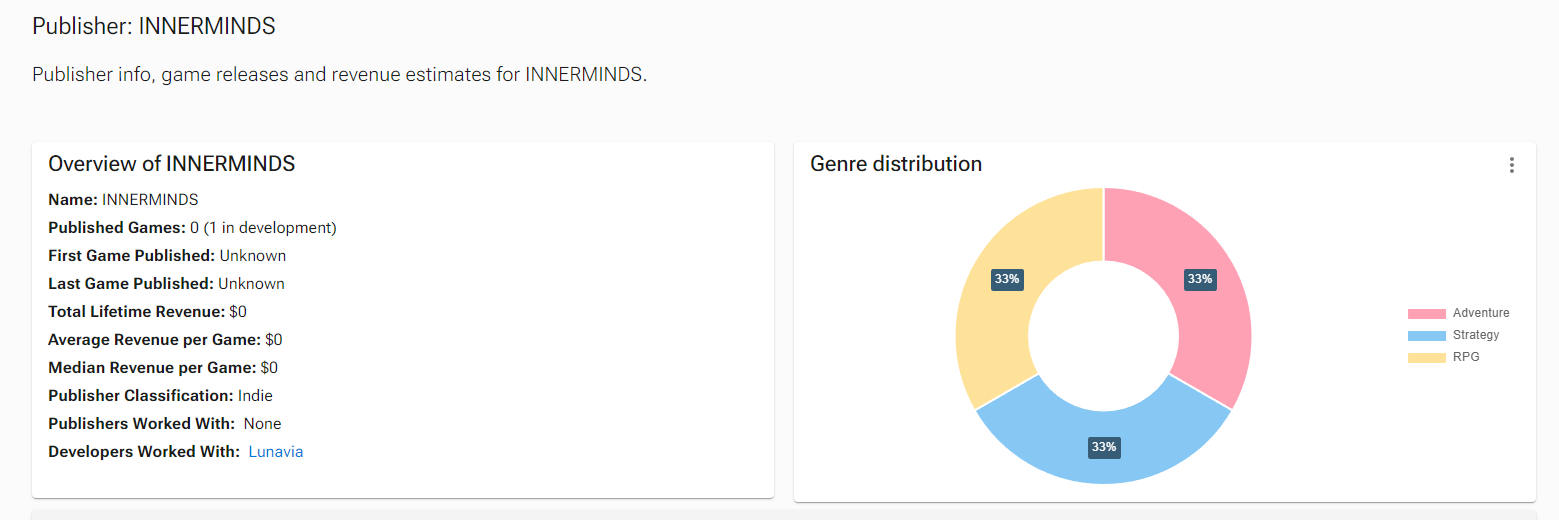 Publisher: INNERMINDS
Publisher info, game releases and revenue estimates for INNERMINDS.
Overview of INNERMINDS
Name: INNERMINDS
Published Games: 0 (1 in development)
First Game Published: Unknown
Last Game Published: Unknown
Total Lifetime Revenue: $0
Average Revenue per Game: $0
Median Revenue per Game: $0
Publisher Classification: Indie
Publishers Worked With: None
Developers Worked With: Lunavia
Genre distribution
33%
33%
33%
Adventure
Strategy
RPG